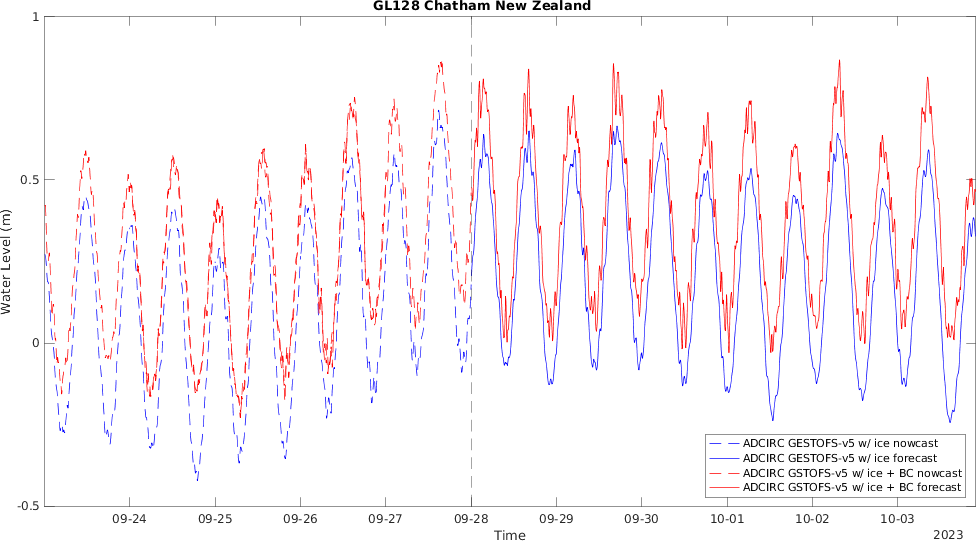 GL128 Chatham New Zealand
1
0.5
0
-0.5
Water Level (m)
09-24 09-25 09-26 09-27 09-28 09-29 09-30 10-01 10-02 10-03
Time
2023
ADCIRC GESTOFS-v5 w/ ice nowcast
ADCIRC GESTOFS-v5 w/ ice forecast
ADCIRC GSTOFS-v5 w/ ice + BC nowcast
ADCIRC GSTOFS-v5 w/ ice + BC forecast